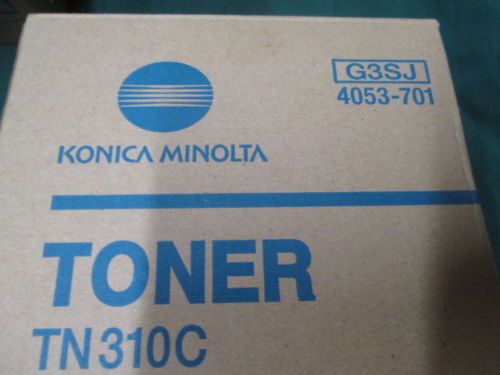 G3SJ
4053-701
KONICA MINOLTA
TONER
TN310C